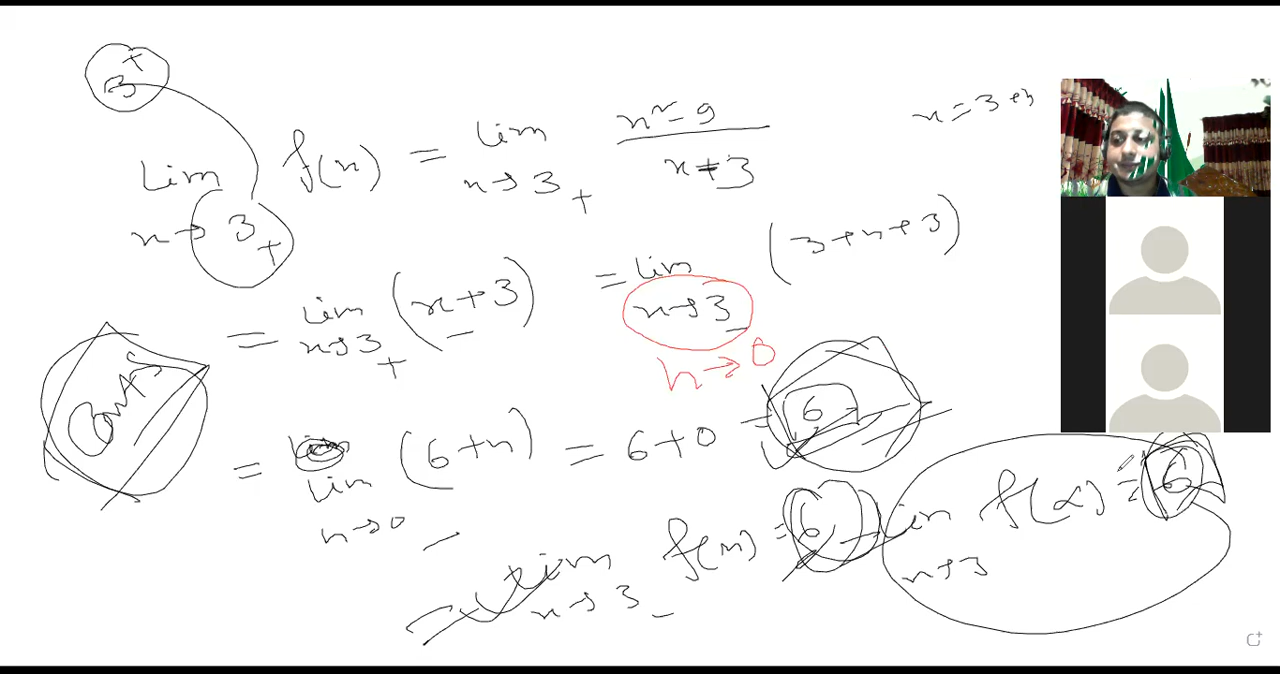 3⁺
lim f(x) = lim x² - 9 / x - 3
x → 3+ x → 3+
x = 3 + h
= lim (x + 3) = lim (3 + h + 3)
x → 3+ x → 3
h → 0
= lim (6 + h) = 6 + 0 = 6
h → 0
lim f(x) = 6
x → 3-
lim f(x) = 6
x → 3